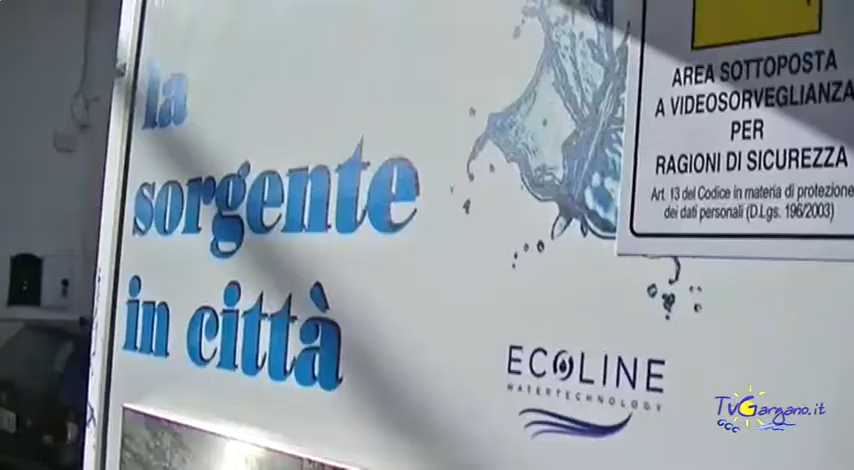 la
sorgente
in città
ECOLINE
WATERTECHNOLOGY
AREA SOTTOPOSTA
A VIDEOSORVEGLIANZA
PER
RAGIONI DI SICUREZZA
Art. 13 del Codice in materia di protezione
dei dati personali (D.Lgs. 196/2003)
TvGargano.it